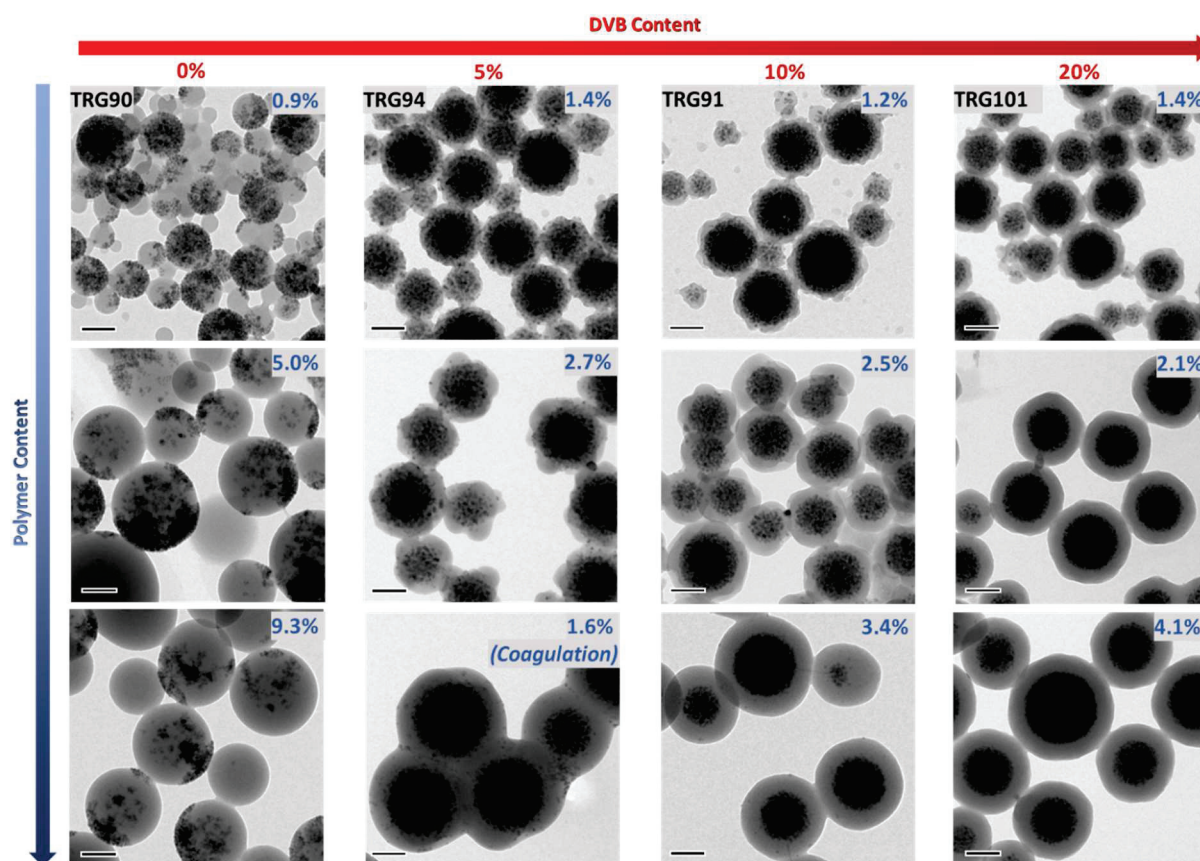 DVB Content
0%
5%
10%
20%
Polymer Content
TRG90
0.9%
TRG94
1.4%
TRG91
1.2%
TRG101
1.4%
5.0%
2.7%
2.5%
2.1%
9.3%
1.6%
(Coagulation)
3.4%
4.1%